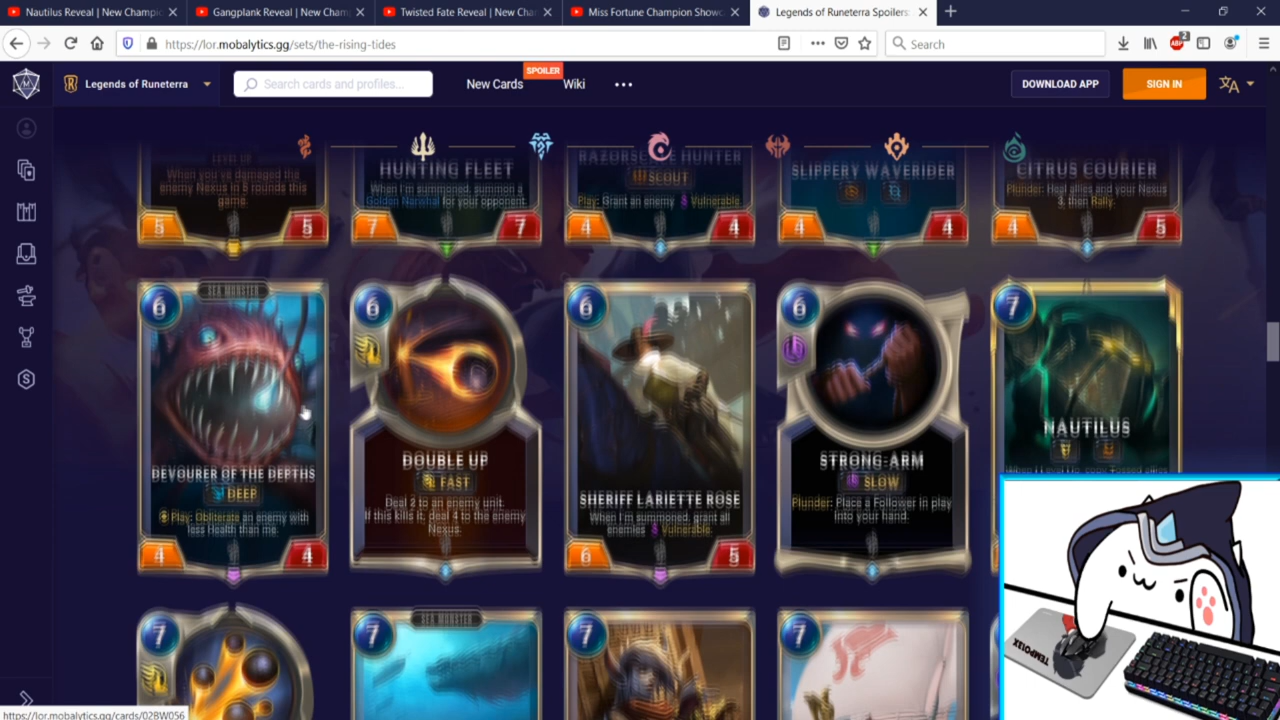 Nautilus Reveal | New Champio
Gangplank Reveal | New Cham
Twisted Fate Reveal | New Char
Miss Fortune Champion Showc
Legends of Runeterra Spoilers:
https://lor.mobalytics.gg/sets/the-rising-tides
Search
2
Legends of Runeterra
Search cards and profiles...
New Cards
SPOILER
Wiki
DOWNLOAD APP
SIGN IN
LEVEL UP
When you've damaged the
enemy Nexus in 5 rounds this
game.
5 5
HUNTING FLEET
When I'm summoned, summon a
Golden Narwhal for your opponent.
7 7
RAZORSCALE HUNTER
SCOUT
Play: Grant an enemy Vulnerable
4 4
SLIPPERY WAVERIDER
4 4
CITRUS COURIER
Plunder: Heal allies and your Nexus
3, then Rally.
4 5
6
SEA MONSTER
DEVOURER OF THE DEPTHS
DEEP
Play: Obliterate an enemy with
less Health than me.
4 4
6
DOUBLE UP
FAST
Deal 2 to an enemy unit.
If this kills it, deal 4 to the enemy
Nexus.
6
SHERIFF LARIETTE ROSE
When I'm summoned, grant all
enemies Vulnerable.
6 5
6
STRONG-ARM
SLOW
Plunder: Place a Follower in play
into your hand.
7
NAUTILUS
7
7
SEA MONSTER
7
7
TEMPO13X
https://lor.mobalytics.gg/cards/02BW056